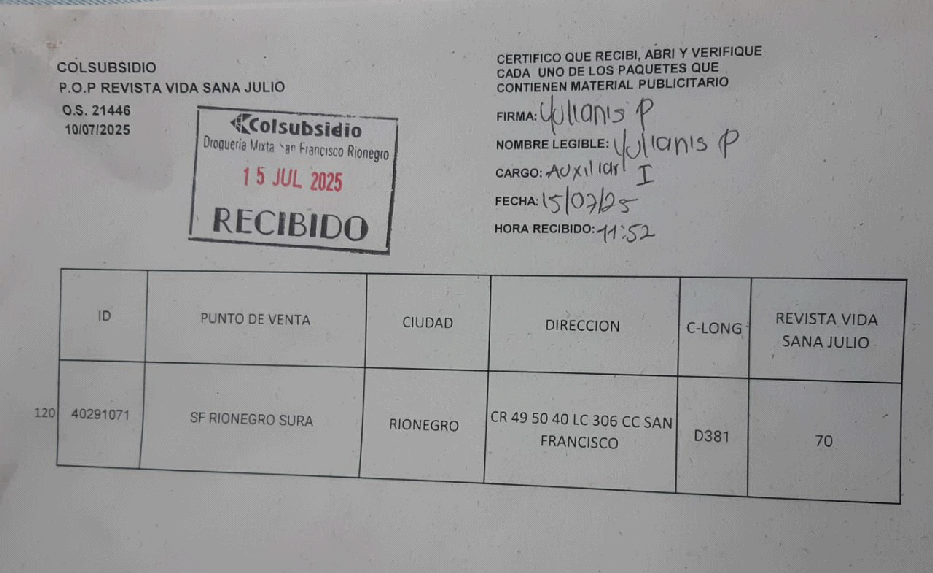 COLSUBSIDIO
P.O.P REVISTA VIDA SANA JULIO
O.S. 21446
10/07/2025
Colsubsidio
Droguería Mixta San Francisco Rionegro
15 JUL 2025
RECIBIDO
CERTIFICO QUE RECIBI, ABRI Y VERIFIQUE
CADA UNO DE LOS PAQUETES QUE
CONTIENEN MATERIAL PUBLICITARIO
FIRMA: Yulianis P
NOMBRE LEGIBLE: Yulianis P
CARGO: Auxiliar I
FECHA: 15/07/25
HORA RECIBIDO: 11:52
ID PUNTO DE VENTA CIUDAD DIRECCION C-LONG REVISTA VIDA
SANA JULIO
120 40291071 SF RIONEGRO SURA RIONEGRO CR 49 50 40 LC 306 CC SAN
FRANCISCO D381 70